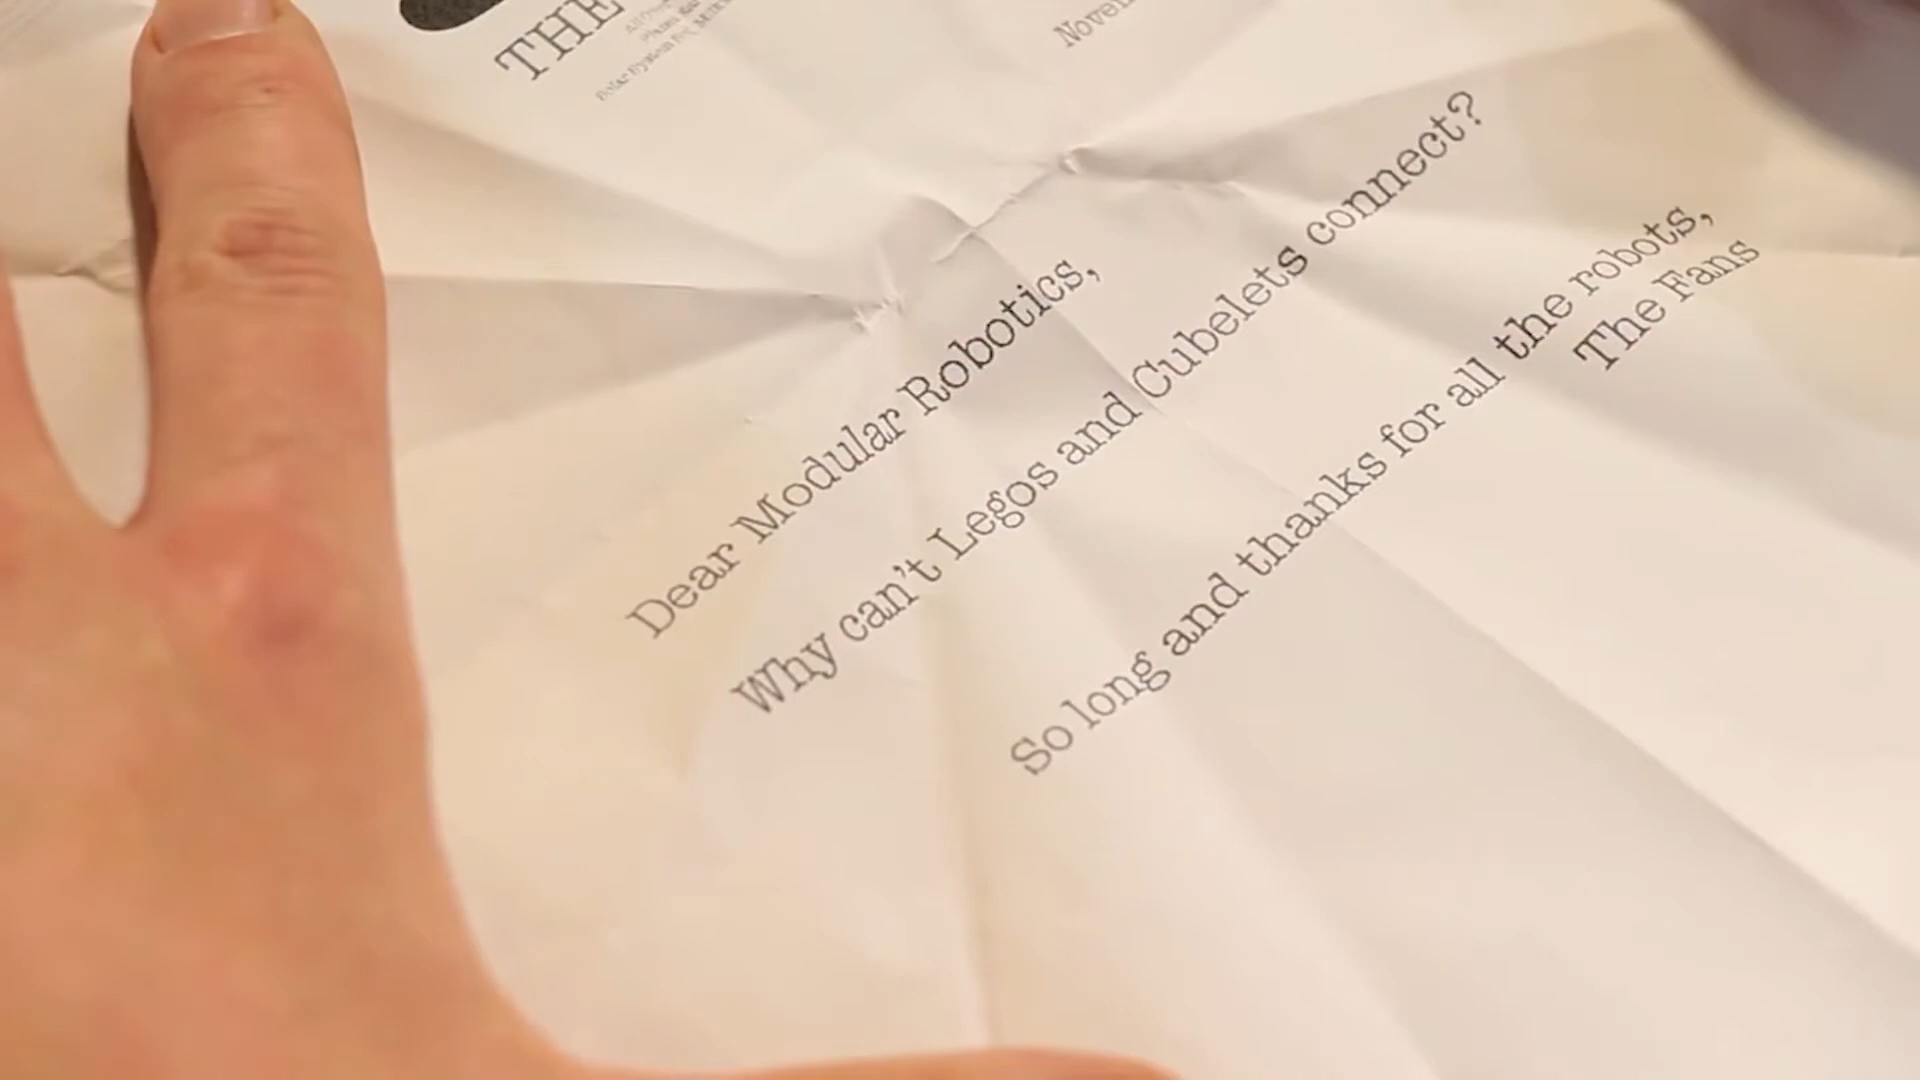 THE
Dear Modular Robotics,
Why can't Legos and Cubelets connect?
So long and thanks for all the robots,
The Fans